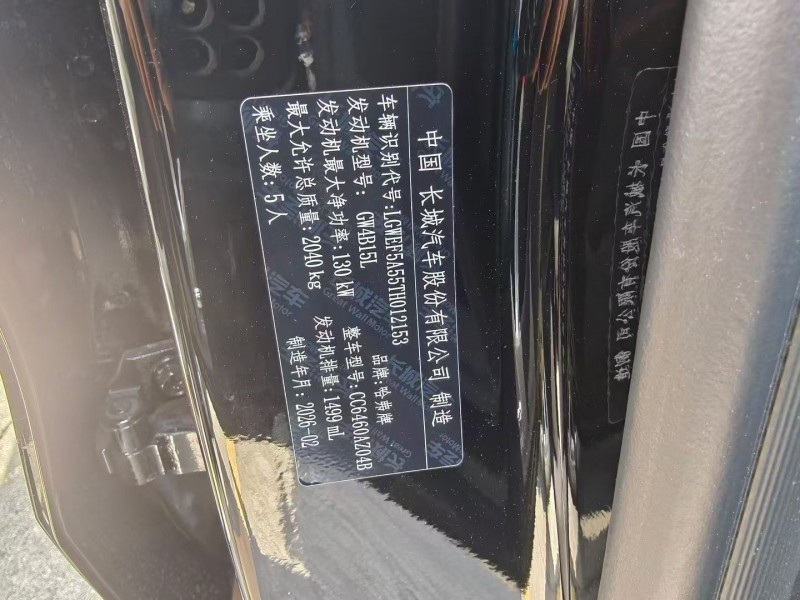 中国 长城汽车股份有限公司 制造
车辆识别代号:LGWEF5A55TH012153 品牌:哈弗牌
发动机型号: GW4B15L 整车型号:CC6460AZ04B
发动机最大净功率:130 kW 发动机排量:1499 mL
最大允许总质量:2040 kg 制造年月: 2026-02
乘坐人数:5人